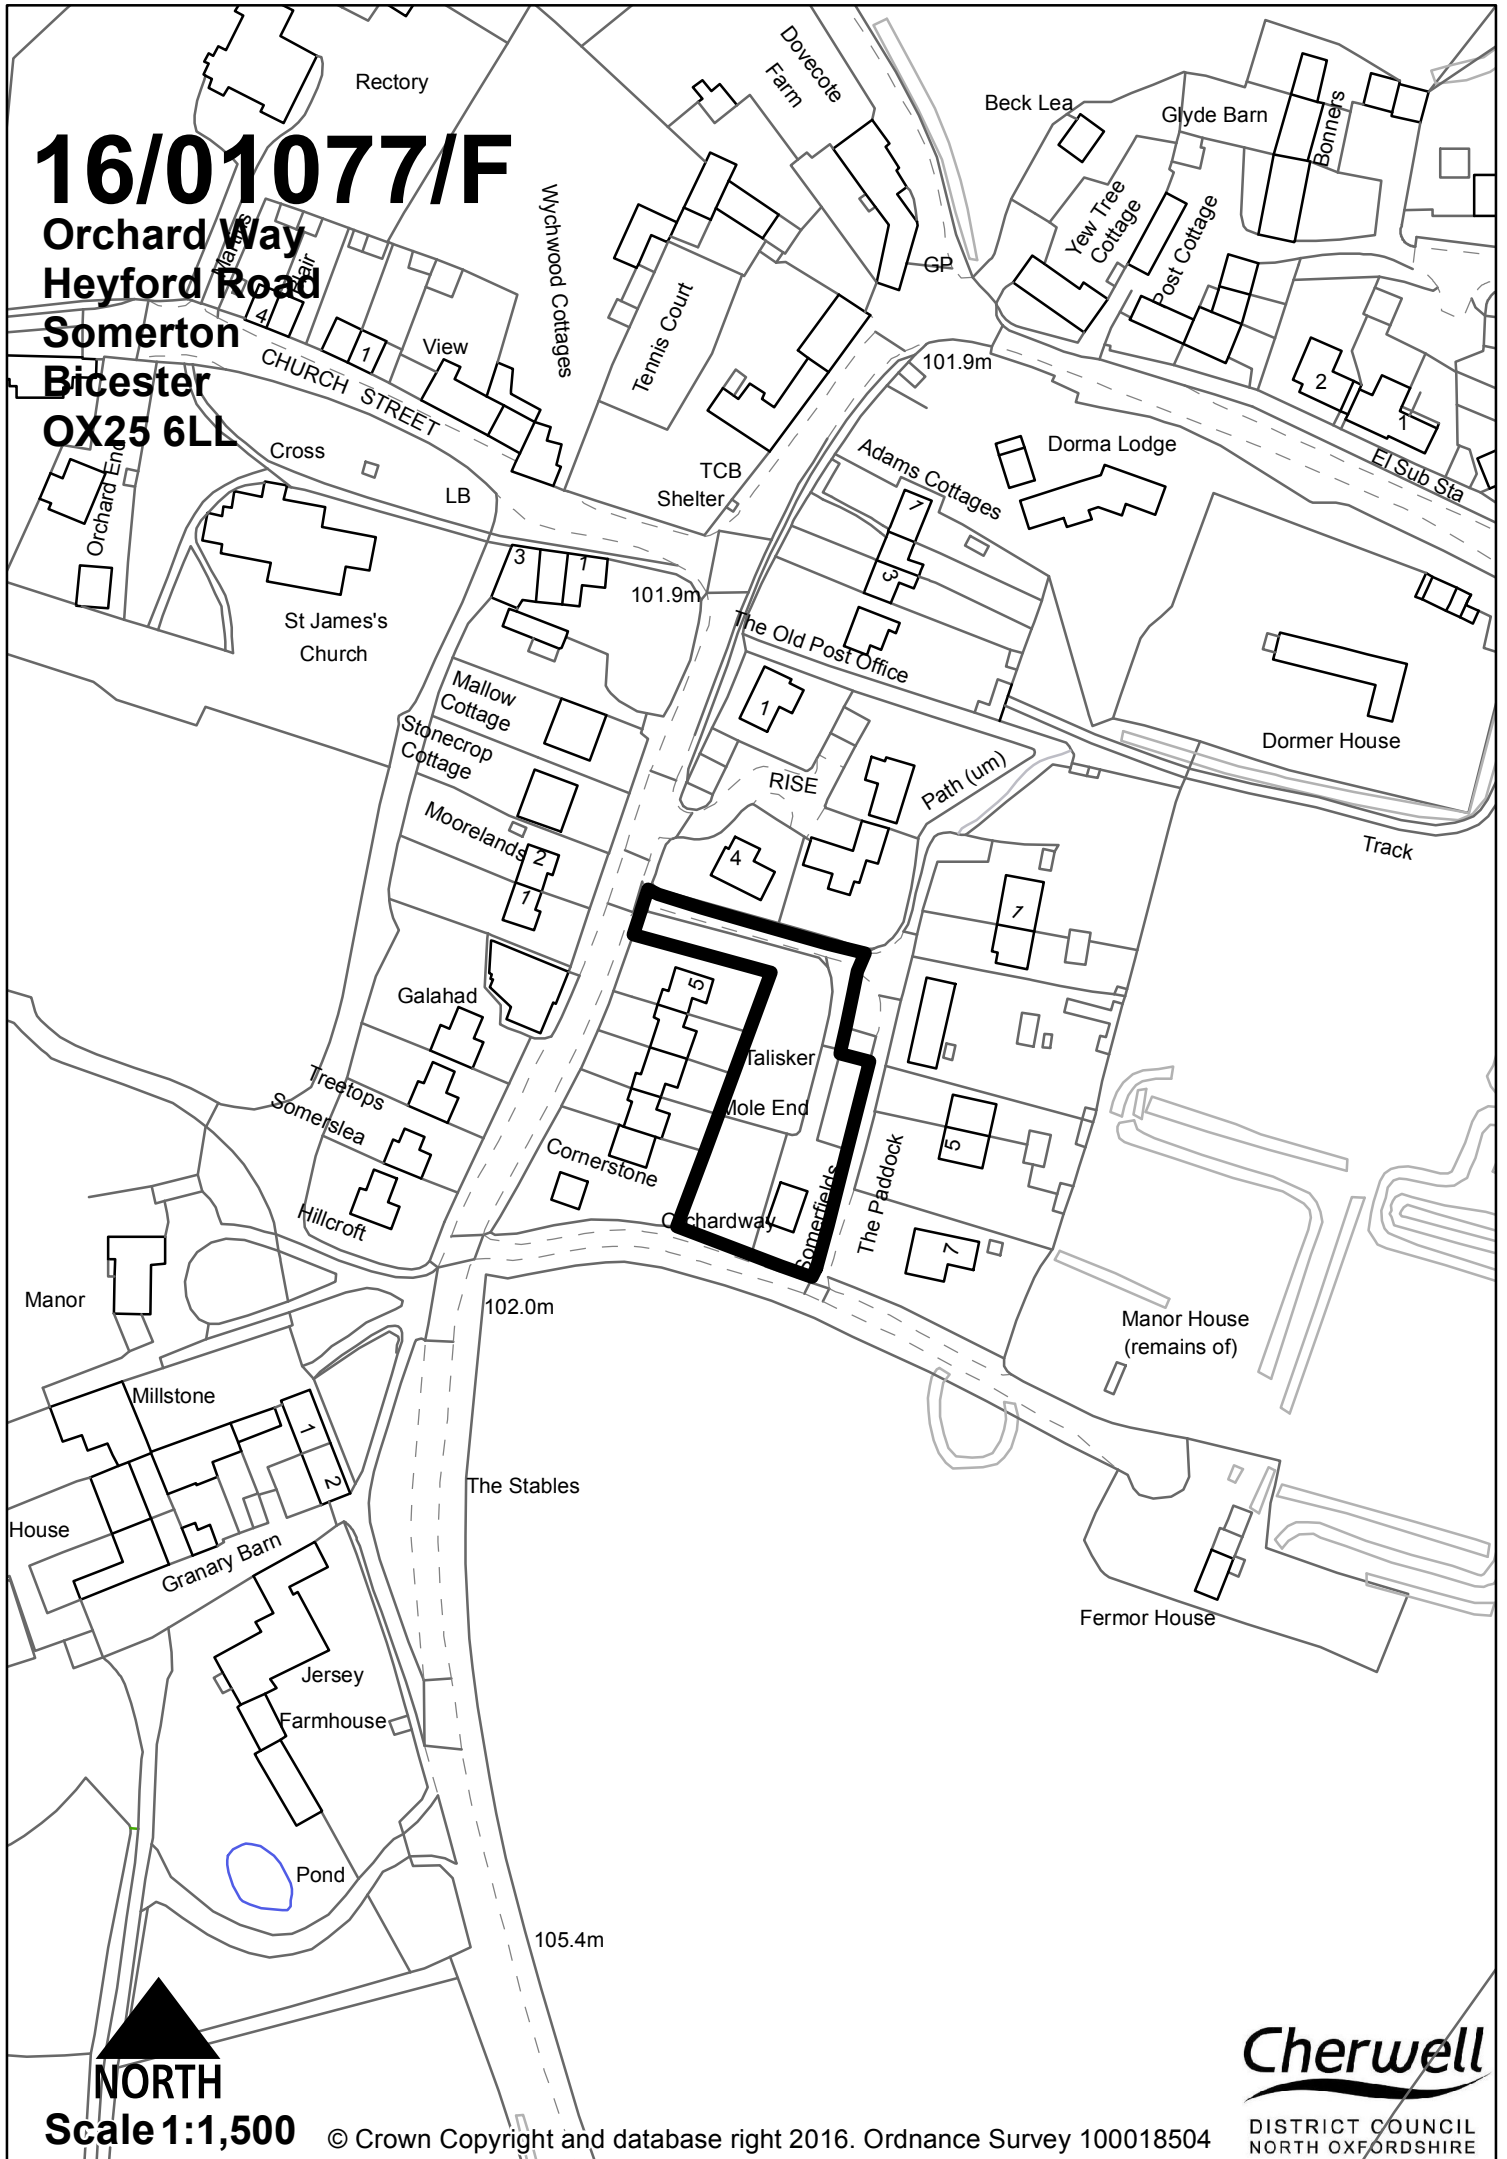 16/01077/F
Orchard Way
Heyford Road
Somerton
Bicester
OX25 6LL
Rectory
Dovecote
Farm
Beck Lea
Glyde Barn
Bonners
Yew Tree
Cottage
Post Cottage
GP
Wychwood Cottages
Tennis Court
4
1
View
CHURCH STREET
101.9m
2
1
El Sub Sta
Dorma Lodge
Adams Cottages
7
3
Cross
LB
TCB
Shelter
Orchard End
St James's
Church
3
1
101.9m
The Old Post Office
1
Mallow
Cottage
Stonecrop
Cottage
Moorelands
2
1
RISE
4
Path (um)
Dormer House
Track
1
5
Galahad
Talisker
Mole End
Treetops
Somerslea
Cornerstone
Hillcroft
Orchardway
Somerfields
The Paddock
5
7
Manor
102.0m
Manor House
(remains of)
Millstone
1
2
The Stables
House
Granary Barn
Fermor House
Jersey
Farmhouse
Pond
105.4m
NORTH
Scale 1:1,500
© Crown Copyright and database right 2016. Ordnance Survey 100018504
Cherwell
DISTRICT COUNCIL
NORTH OXFORDSHIRE